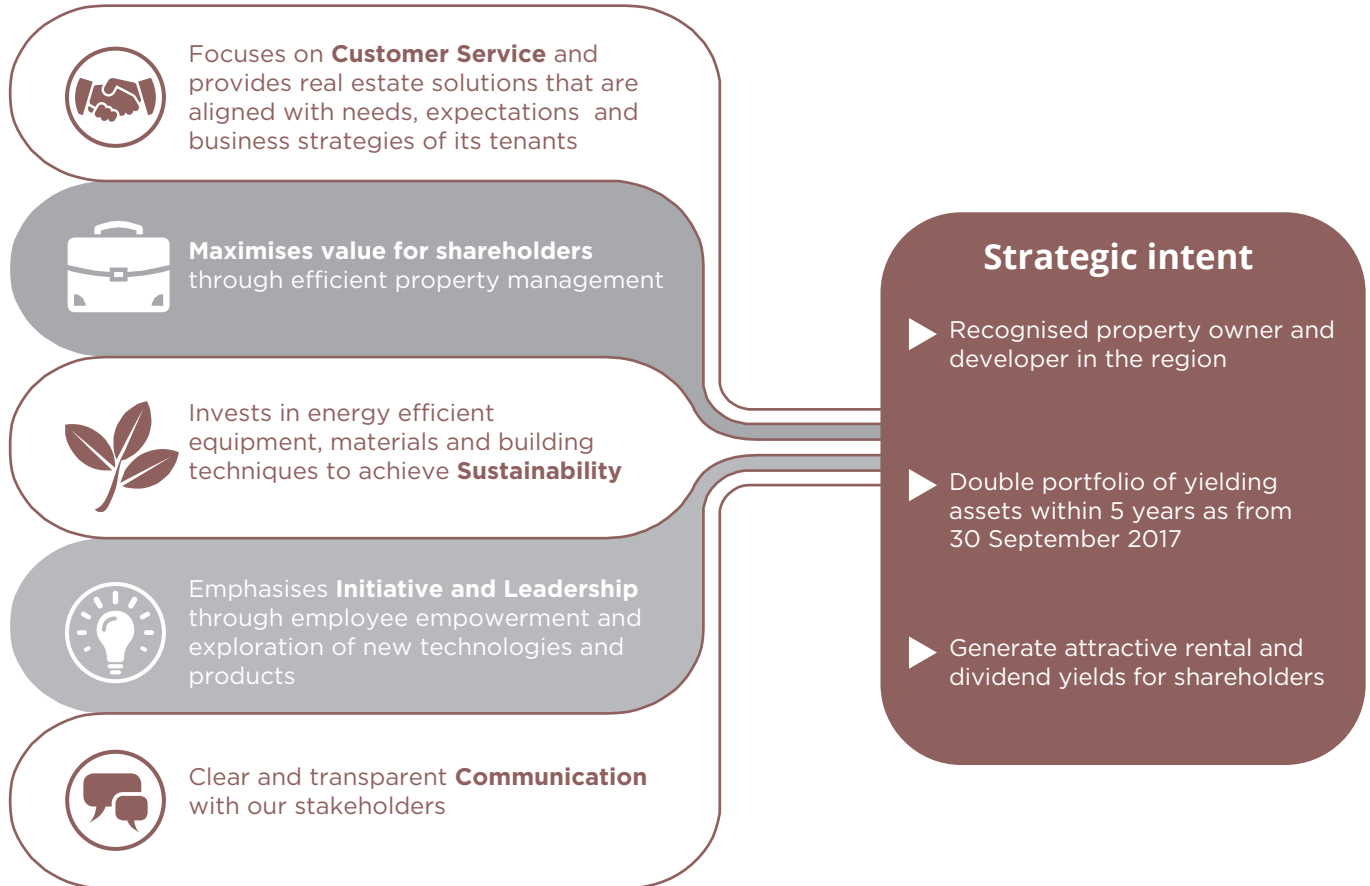 Focuses on Customer Service and
provides real estate solutions that are
aligned with needs, expectations and
business strategies of its tenants
Maximises value for shareholders
through efficient property management
Invests in energy efficient
equipment, materials and building
techniques to achieve Sustainability
Emphasises Initiative and Leadership
through employee empowerment and
exploration of new technologies and
products
Clear and transparent Communication
with our stakeholders
Strategic intent
Recognised property owner and
developer in the region
Double portfolio of yielding
assets within 5 years as from
30 September 2017
Generate attractive rental and
dividend yields for shareholders